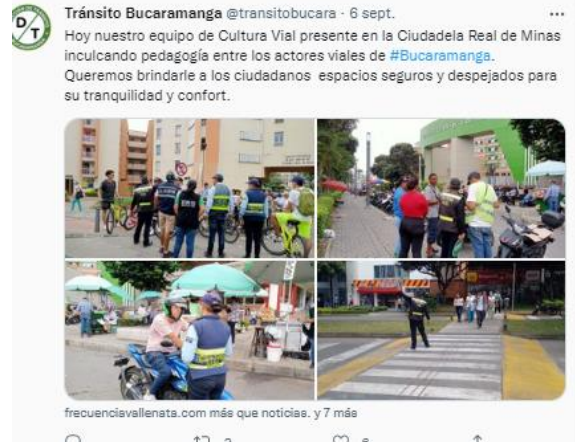 D T
Tránsito Bucaramanga @transitobucara · 6 sept.
Hoy nuestro equipo de Cultura Vial presente en la Ciudadela Real de Minas
inculcando pedagogía entre los actores viales de #Bucaramanga.
Queremos brindarle a los ciudadanos espacios seguros y despejados para
su tranquilidad y confort.
frecuenciavallenata.com más que noticias. y 7 más